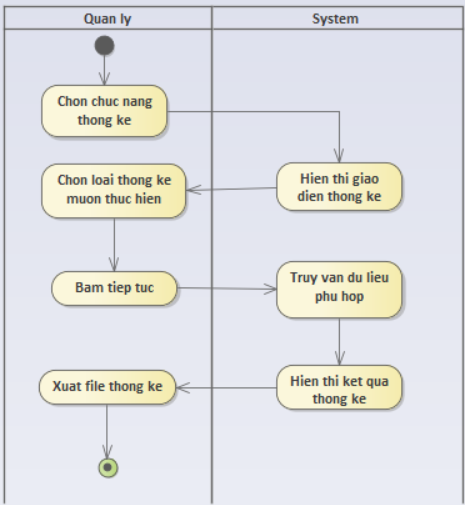 Quan ly
System
Chon chuc nang
thong ke
Hien thi giao
dien thong ke
Chon loai thong ke
muon thuc hien
Bam tiep tuc
Truy van du lieu
phu hop
Hien thi ket qua
thong ke
Xuat file thong ke